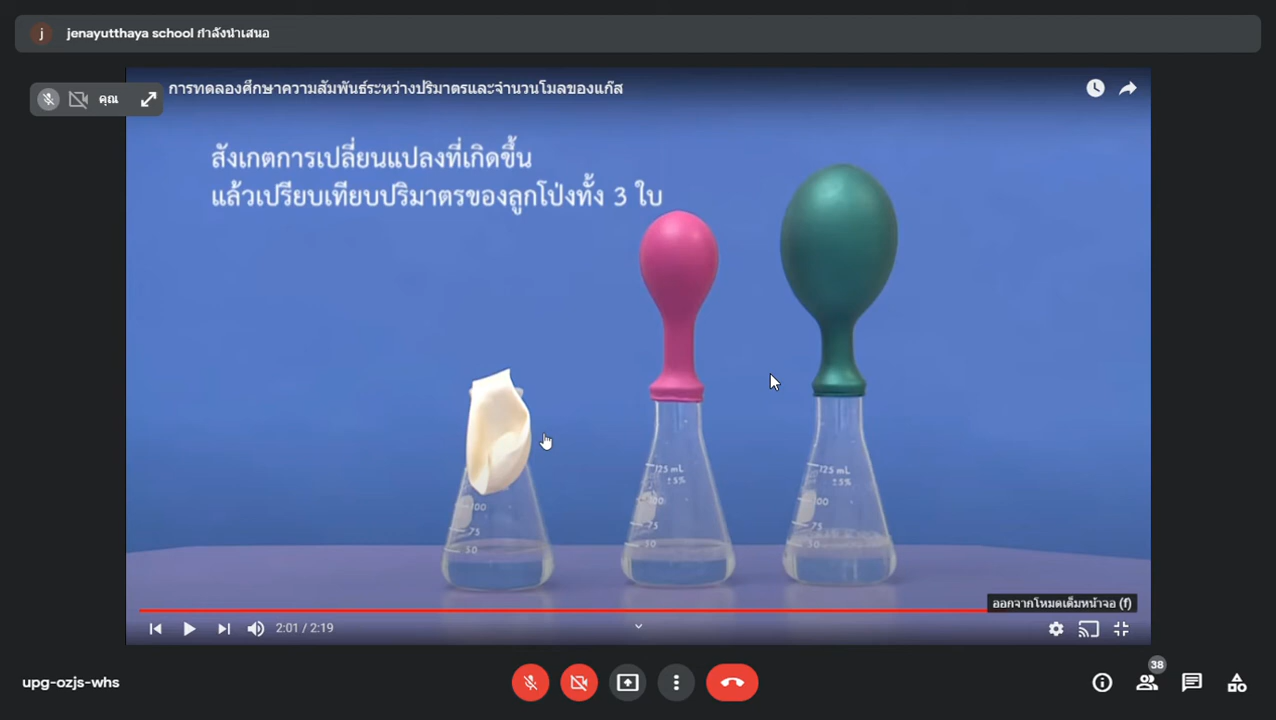 j jenayutthaya school กำลังนำเสนอ
คุณ
การทดลองศึกษาความสัมพันธ์ระหว่างปริมาตรและจำนวนโมลของแก๊ส
สังเกตการเปลี่ยนแปลงที่เกิดขึ้น
แล้วเปรียบเทียบปริมาตรของลูกโป่งทั้ง 3 ใบ
100
75
50
125 mL
±5%
100
75
50
125 mL
±5%
100
75
50
ออกจากโหมดเต็มหน้าจอ (f)
2:01 / 2:19
upg-ozjs-whs
38